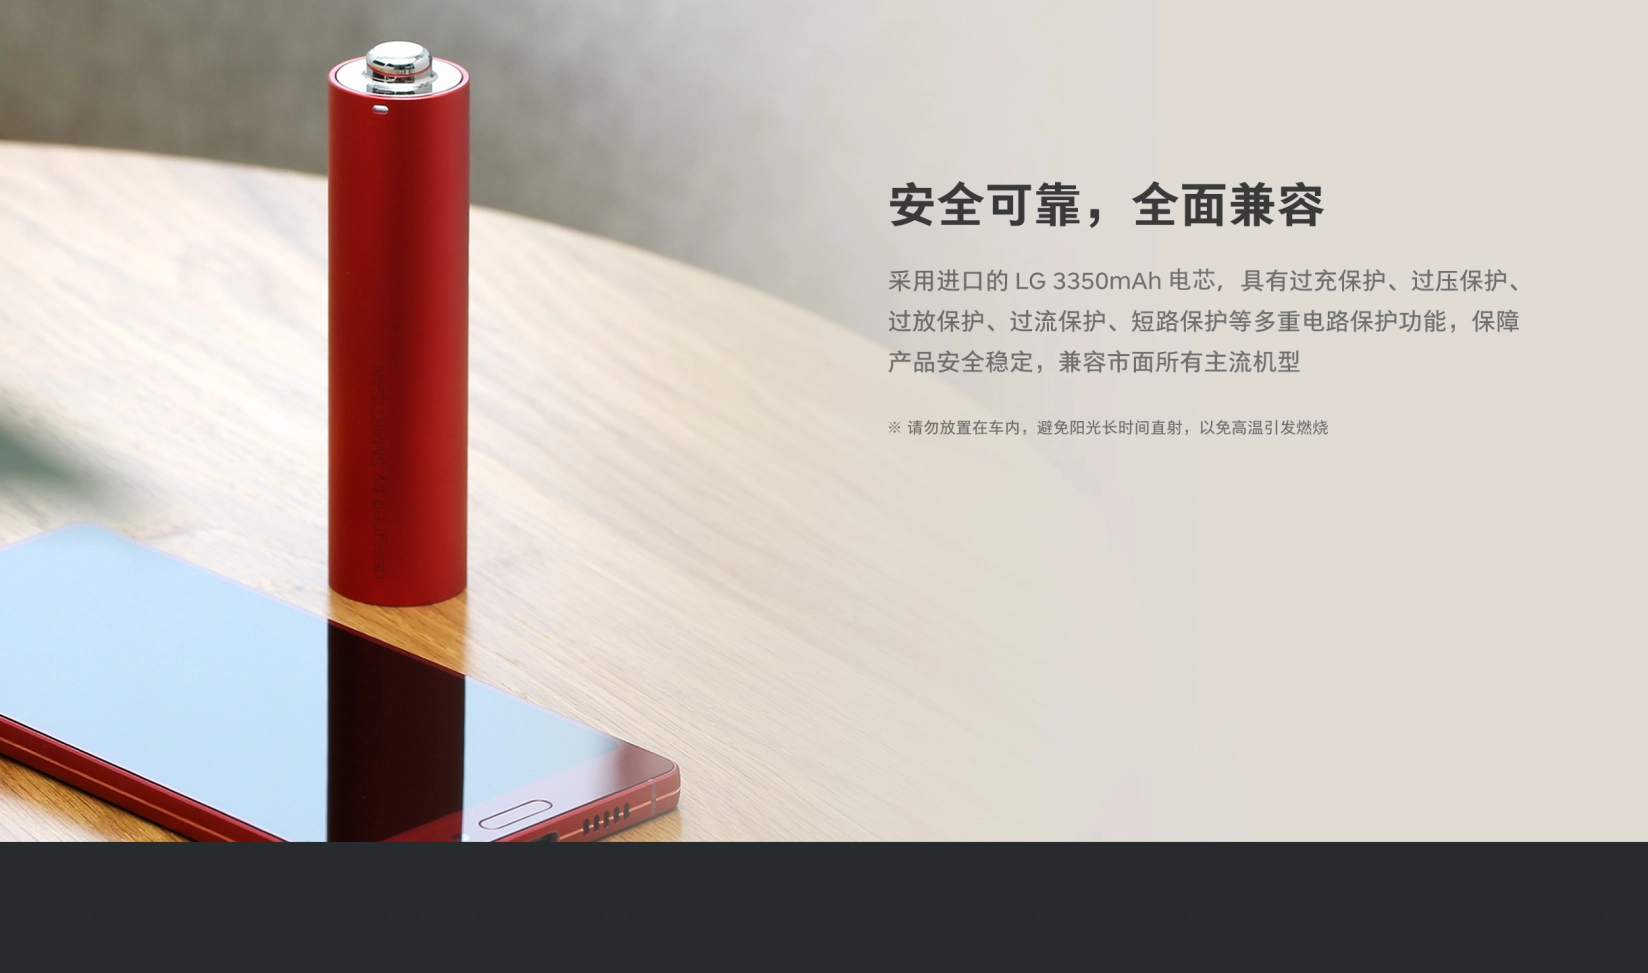 安全可靠，全面兼容
采用进口的 LG 3350mAh 电芯，具有过充保护、过压保护、
过放保护、过流保护、短路保护等多重电路保护功能，保障
产品安全稳定，兼容市面所有主流机型
※ 请勿放置在车内，避免阳光长时间直射，以免高温引发燃烧
designed by SMARTISAN